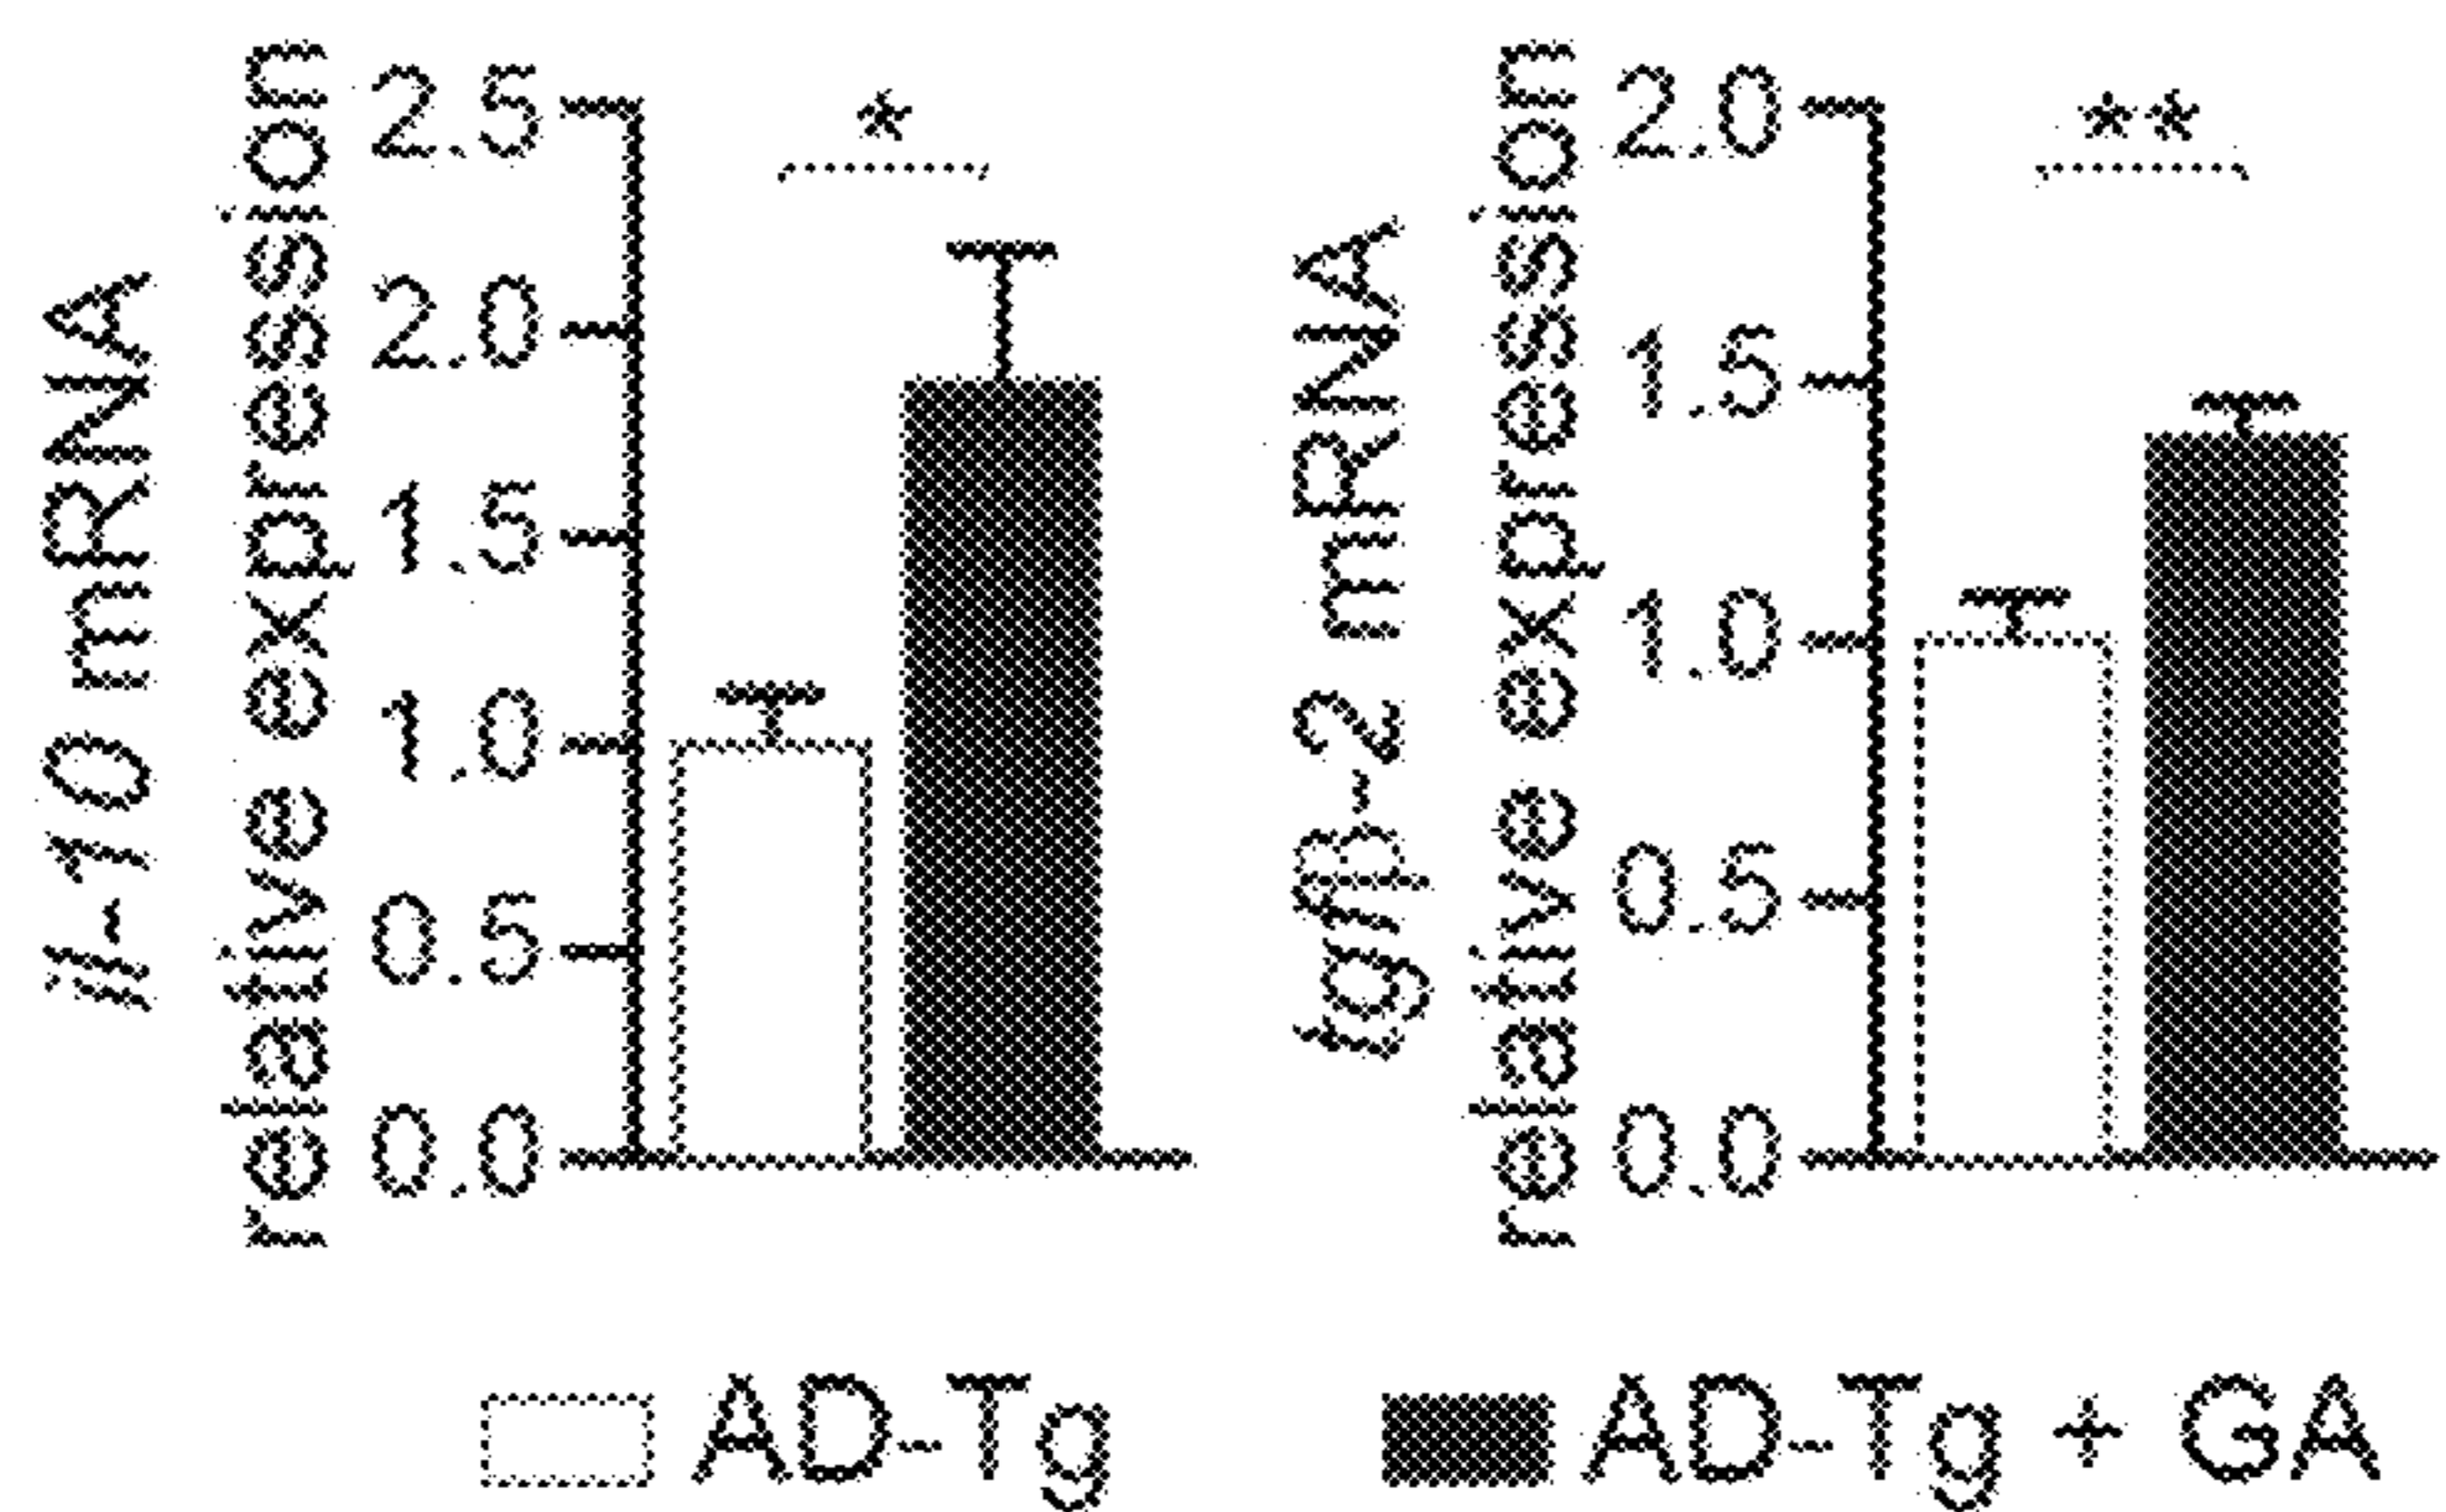 il-10 mRNA
relative expression
2.5
2.0
1.5
1.0
0.5
0.0
*
tgfβ-2 mRNA
relative expression
2.0
1.5
1.0
0.5
0.0
**
AD-Tg
AD-Tg + GA